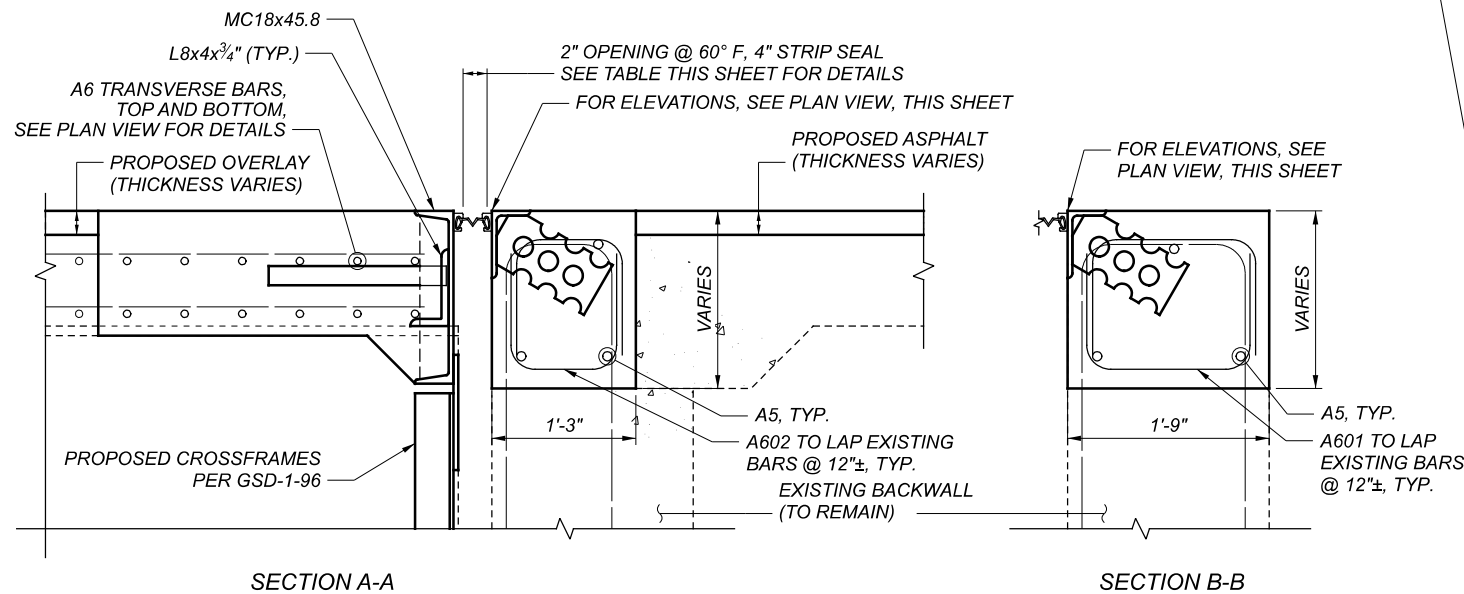 MC18x45.8
L8x4x¾" (TYP.)
A6 TRANSVERSE BARS,
TOP AND BOTTOM,
SEE PLAN VIEW FOR DETAILS
PROPOSED OVERLAY
(THICKNESS VARIES)
2" OPENING @ 60° F, 4" STRIP SEAL
SEE TABLE THIS SHEET FOR DETAILS
FOR ELEVATIONS, SEE PLAN VIEW, THIS SHEET
PROPOSED ASPHALT
(THICKNESS VARIES)
VARIES
A5, TYP.
1'-3"
A602 TO LAP EXISTING
BARS @ 12"±, TYP.
PROPOSED CROSSFRAMES
PER GSD-1-96
EXISTING BACKWALL
(TO REMAIN)
SECTION A-A
FOR ELEVATIONS, SEE
PLAN VIEW, THIS SHEET
VARIES
A5, TYP.
1'-9"
A601 TO LAP
EXISTING BARS
@ 12"±, TYP.
SECTION B-B